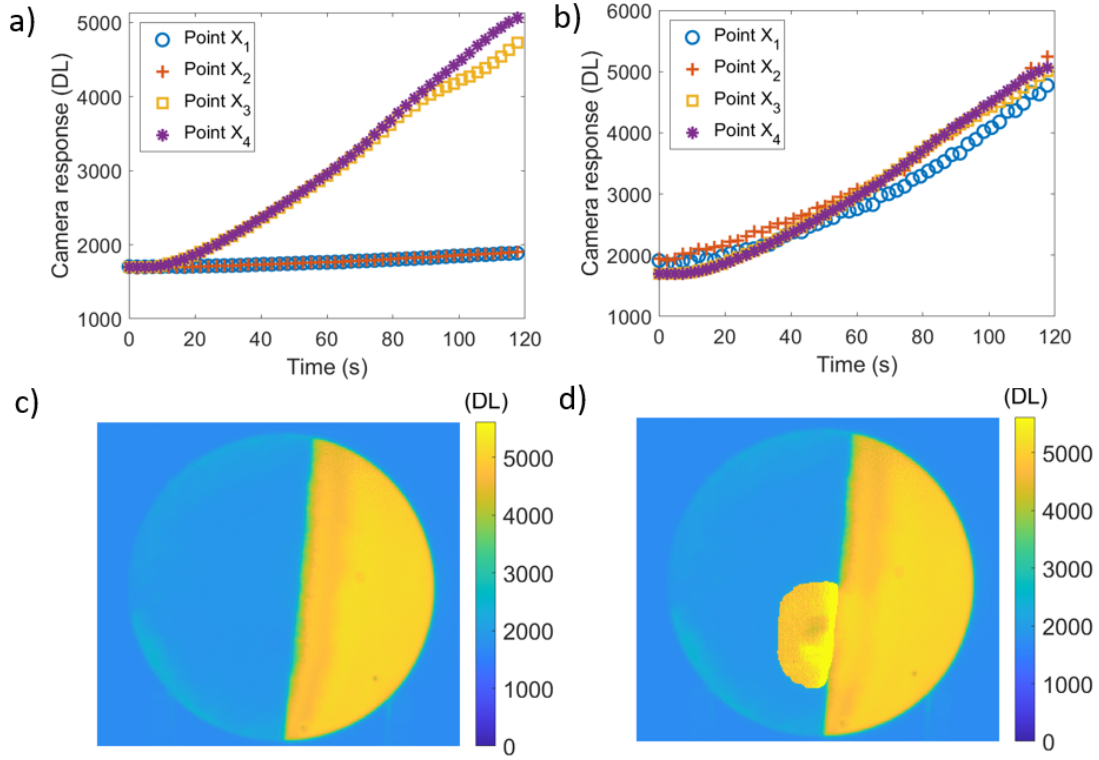 a)
5000
4000
3000
2000
1000
Camera response (DL)
Point X1
Point X2
Point X3
Point X4
0 20 40 60 80 100 120
Time (s)
b)
6000
5000
4000
3000
2000
1000
Camera response (DL)
Point X1
Point X2
Point X3
Point X4
0 20 40 60 80 100 120
Time (s)
c)
(DL)
5000
4000
3000
2000
1000
0
d)
(DL)
5000
4000
3000
2000
1000
0